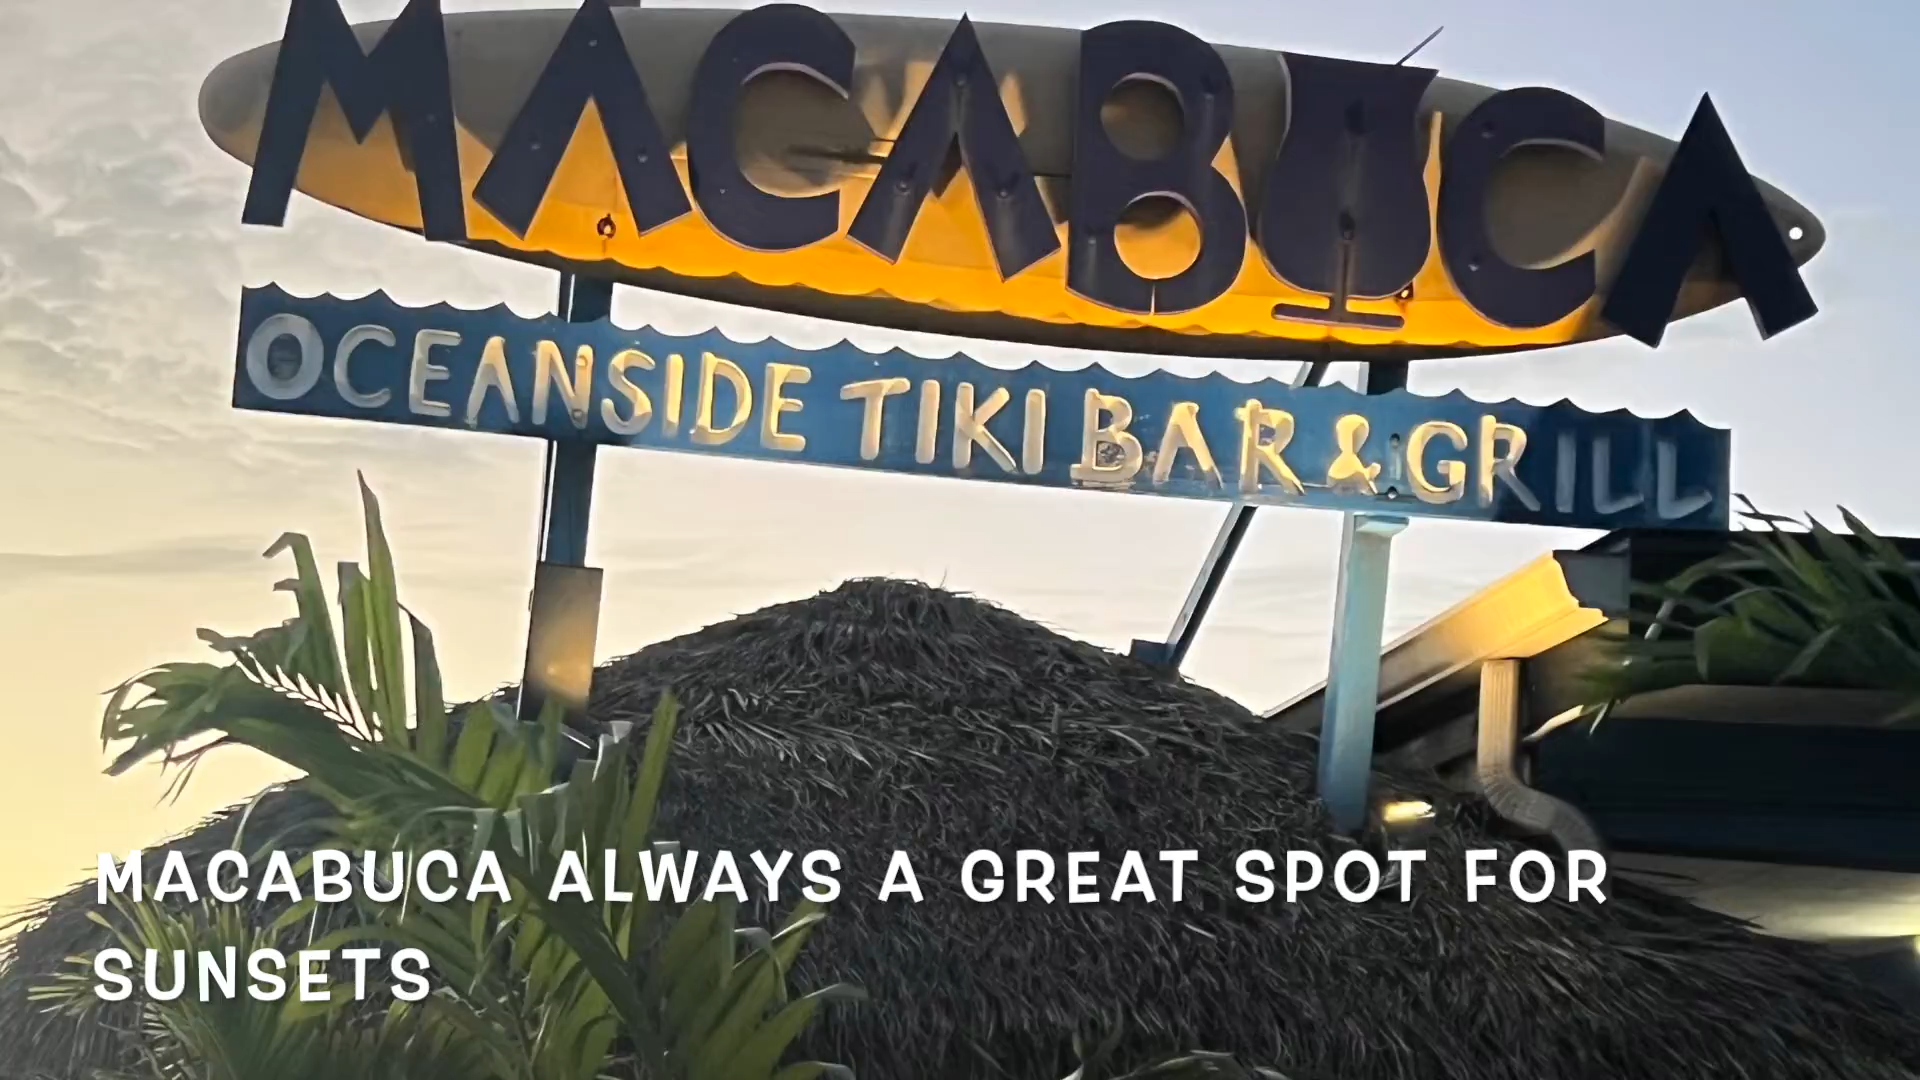 MACABUCA
OCEANSIDE TIKI BAR & GRILL
MACABUCA ALWAYS A GREAT SPOT FOR
SUNSETS